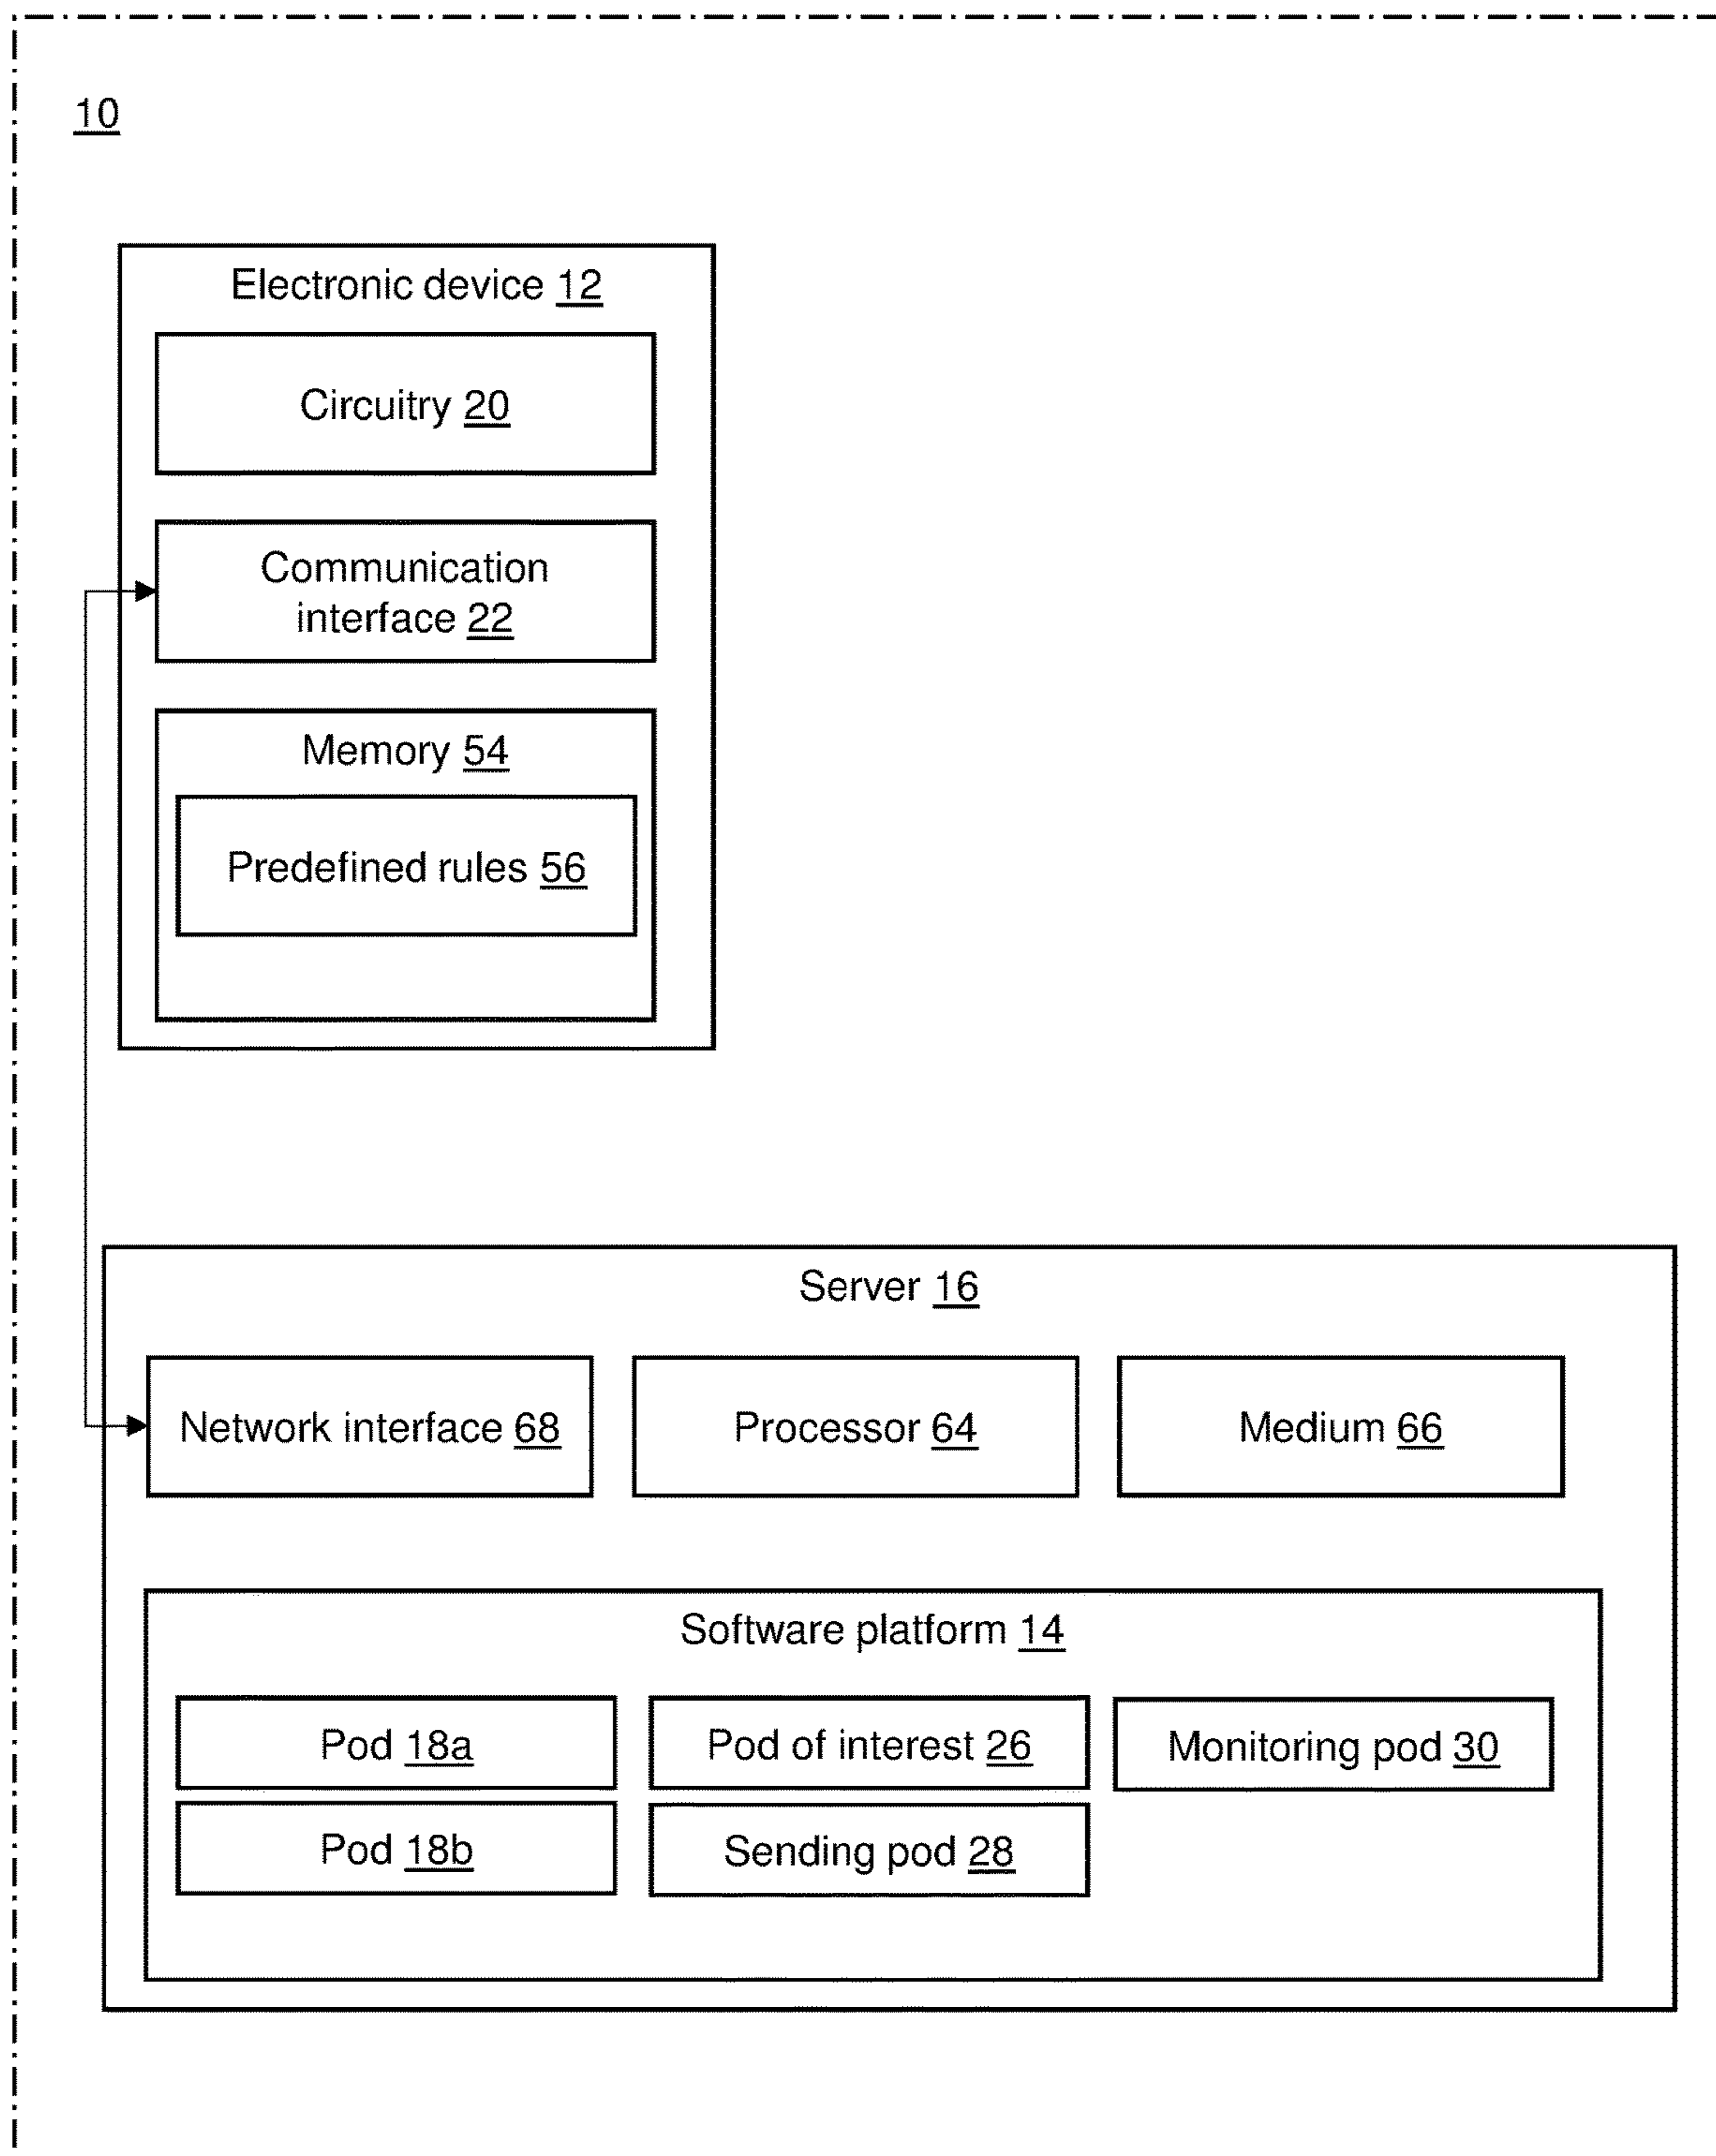 10
Electronic device 12
Circuitry 20
Communication
interface 22
Memory 54
Predefined rules 56
Server 16
Network interface 68
Processor 64
Medium 66
Software platform 14
Pod 18a
Pod of interest 26
Monitoring pod 30
Pod 18b
Sending pod 28